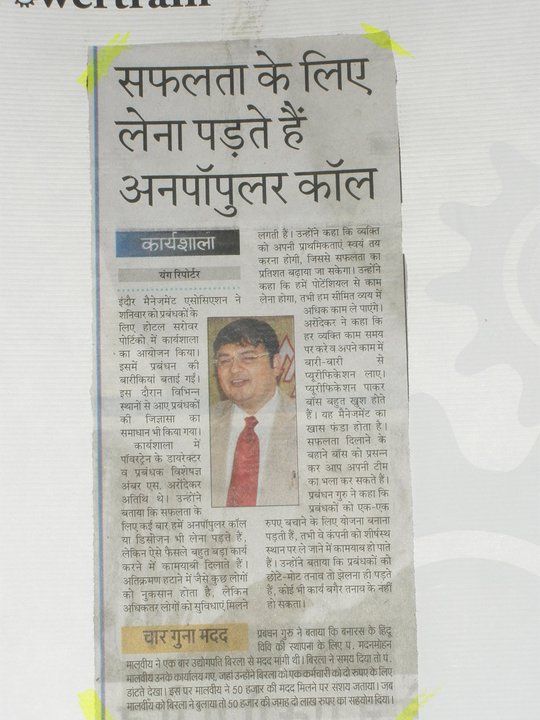 wertrain
सफलता के लिए
लेना पड़ते हैं
अनपॉपुलर कॉल
कार्यशाला
यंग रिपोर्टर
इंदौर मैनेजमेंट एसोसिएशन ने
शनिवार को प्रबंधकों के
लिए होटल सरोवर
पोर्टिको में कार्यशाला
का आयोजन किया।
इसमें प्रबंधन की
बारीकियां बताई गईं।
इस दौरान विभिन्न
स्थानों से आए प्रबंधकों
की जिज्ञासा का
समाधान भी किया गया।
कार्यशाला में
पॉवरट्रेन के डायरेक्टर
व प्रबंधक विशेषज्ञ
अंबर एस. अरोंदेकर
अतिथि थे। उन्होंने
बताया कि सफलता के
लिए कई बार हमें अनपॉपुलर कॉल
या डिसीजन भी लेना पड़ते हैं,
लेकिन ऐसे फैसले बहुत बड़ा कार्य
करने में कामयाबी दिलाते हैं।
अतिक्रमण हटाने में जैसे कुछ लोगों
को नुकसान होता है, लेकिन
अधिकतर लोगों को सुविधाएं मिलने
लगती हैं। उन्होंने कहा कि व्यक्ति
को अपनी प्राथमिकताएं स्वयं तय
करना होगी, जिससे सफलता का
प्रतिशत बढ़ाया जा सकेगा। उन्होंने
कहा कि हमें पोटेंशियल से काम
लेना होगा, तभी हम सीमित व्यय में
अधिक काम ले पाएंगे।
अरोंदेकर ने कहा कि
हर व्यक्ति काम समय
पर करे व अपने काम में
बारी-बारी से
प्यूरीफिकेशन लाए।
प्यूरीफिकेशन पाकर
बॉस बहुत खुश होते
हैं। यह मैनेजमेंट का
खास फंडा होता है।
सफलता दिलाने के
बहाने बॉस को प्रसन्न
कर आप अपनी टीम
का भला कर सकते हैं।
प्रबंधन गुरु ने कहा कि
प्रबंधकों को एक-एक
रुपए बचाने के लिए योजना बनाना
पड़ती हैं, तभी वे कंपनी को शीर्षस्थ
स्थान पर ले जाने में कामयाब हो पाते
हैं। उन्होंने बताया कि प्रबंधकों को
छोटे-मोटे तनाव तो झेलना ही पड़ते
हैं, कोई भी कार्य बगैर तनाव के नहीं
हो सकता।
चार गुना मदद
प्रबंधन गुरु ने बताया कि बनारस के हिंदू
विवि की स्थापना के लिए पं. मदनमोहन
मालवीय ने एक बार उद्योगपति बिरला से मदद मांगी थी। बिरला ने समय दिया तो पं.
मालवीय उनके कार्यालय गए, जहां उन्होंने बिरला को एक कर्मचारी को दो रुपए के लिए
डांटते देखा। इस पर मालवीय ने 50 हजार की मदद मिलने पर संशय जताया। जब
मालवीय को बिरला ने बुलाया तो 50 हजार की जगह दो लाख रुपए का सहयोग दिया।